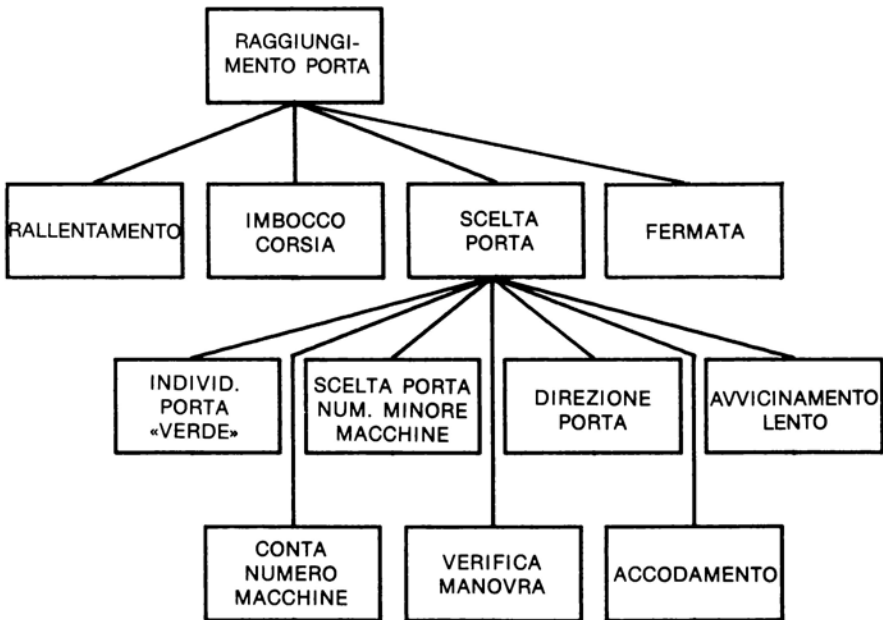 RAGGIUNGI-
MENTO PORTA
RALLENTAMENTO
IMBOCCO
CORSIA
SCELTA
PORTA
FERMATA
INDIVID.
PORTA
«VERDE»
SCELTA PORTA
NUM. MINORE
MACCHINE
DIREZIONE
PORTA
AVVICINAMENTO
LENTO
CONTA
NUMERO
MACCHINE
VERIFICA
MANOVRA
ACCODAMENTO